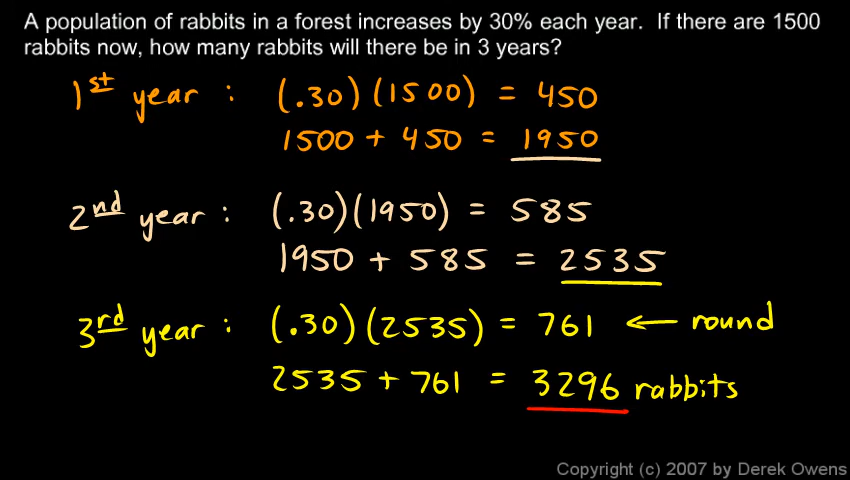 A population of rabbits in a forest increases by 30% each year. If there are 1500
rabbits now, how many rabbits will there be in 3 years?
1st year : (.30)(1500) = 450
1500 + 450 = 1950
2nd year : (.30)(1950) = 585
1950 + 585 = 2535
3rd year : (.30)(2535) = 761 ← round
2535 + 761 = 3296 rabbits
Copyright (c) 2007 by Derek Owens